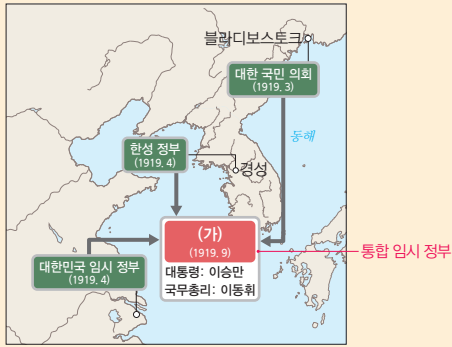 블라디보스토크
대한 국민 의회
(1919. 3)
동해
한성 정부
(1919. 4)
경성
(가)
(1919. 9)
통합 임시 정부
대한민국 임시 정부
(1919. 4)
대통령: 이승만
국무총리: 이동휘